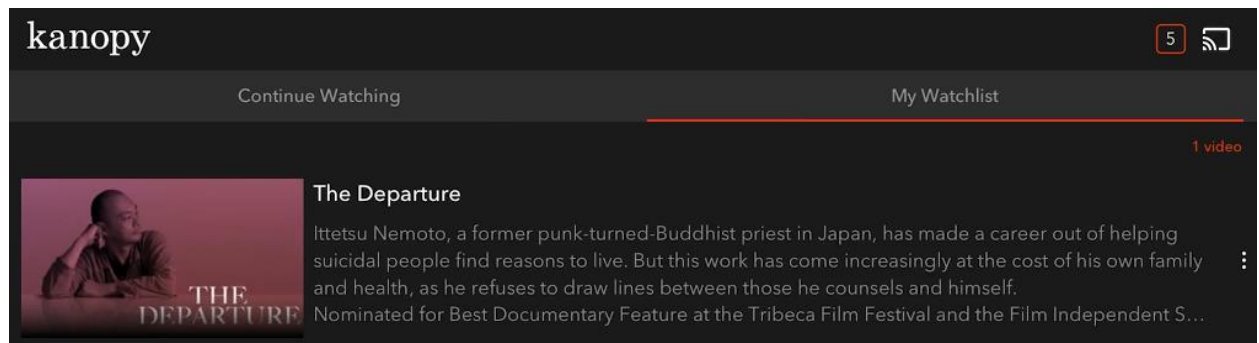 kanopy
5
Continue Watching
My Watchlist
1 video
THE
DEPARTURE
The Departure
Ittetsu Nemoto, a former punk-turned-Buddhist priest in Japan, has made a career out of helping
suicidal people find reasons to live. But this work has come increasingly at the cost of his own family
and health, as he refuses to draw lines between those he counsels and himself.
Nominated for Best Documentary Feature at the Tribeca Film Festival and the Film Independent S...